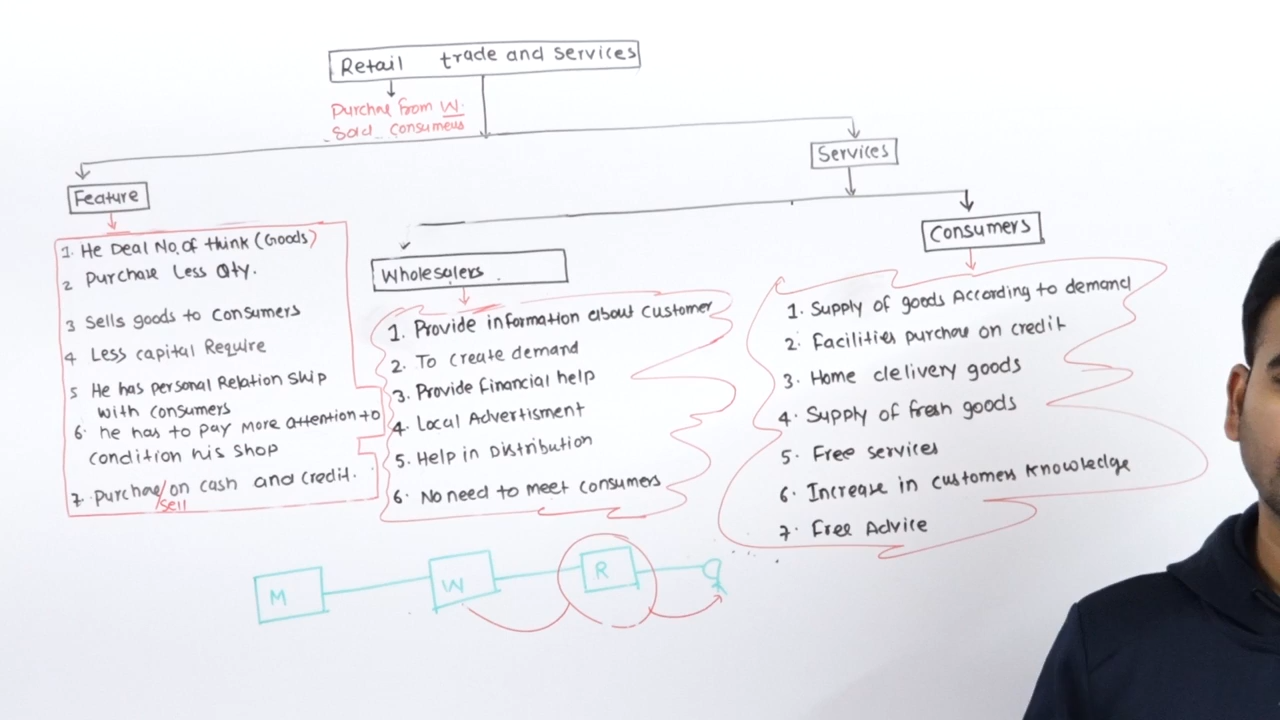 Retail trade and services
Purchae from W.
Sold consumeus
Services
Feature
Consumers
Wholesalers
1. He Deal No. of think (Goods)
2 Purchase Less Qty.
3 Sells goods to Consumers
4 Less capital Require
5 He has personal Relation ship
with consumers
6. he has to pay more attention to
condition his shop
7. purchase/on cash and credit.
sell
1. Provide information about customer
2. To create demand
3. Provide financial help
4. Local Advertisment
5. Help in Distribution
6. No need to meet consumers
1. Supply of goods According to demand
2. Facilities purchase on credit
3. Home delivery goods
4. Supply of fresh goods
5. Free services
6. Increase in customers Knowledge
7. Free Advice
M W R